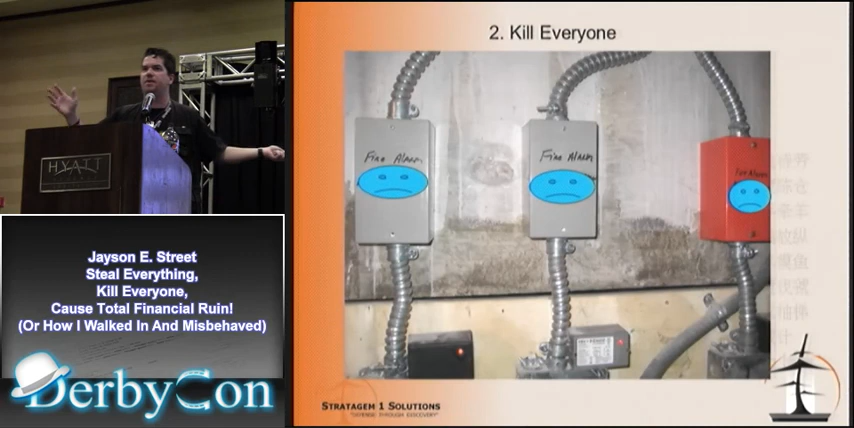 2. Kill Everyone
Fire Alarm
Fire Alarm
Fire Alarm
HYATT
Jayson E. Street
Steal Everything,
Kill Everyone,
Cause Total Financial Ruin!
(Or How I Walked In And Misbehaved)
DerbyCon
STRATAGEM 1 SOLUTIONS